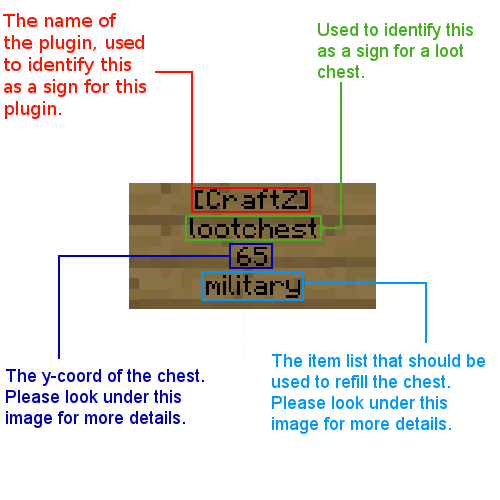 The name of
the plugin, used
to identify this
as a sign for this
plugin.
Used to identify this
as a sign for a loot
chest.
[CraftZ]
lootchest
65
military
The y-coord of the chest.
Please look under this
image for more details.
The item list that should be
used to refill the chest.
Please look under this
image for more details.